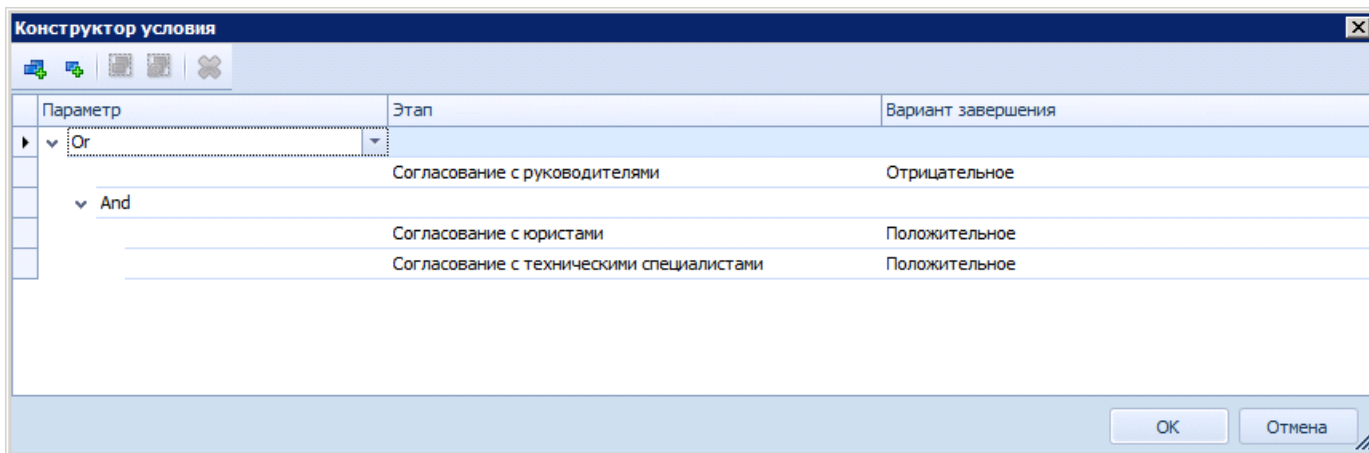 Конструктор условия
Параметр Этап Вариант завершения
Or
Согласование с руководителями Отрицательное
And
Согласование с юристами Положительное
Согласование с техническими специалистами Положительное
OK Отмена